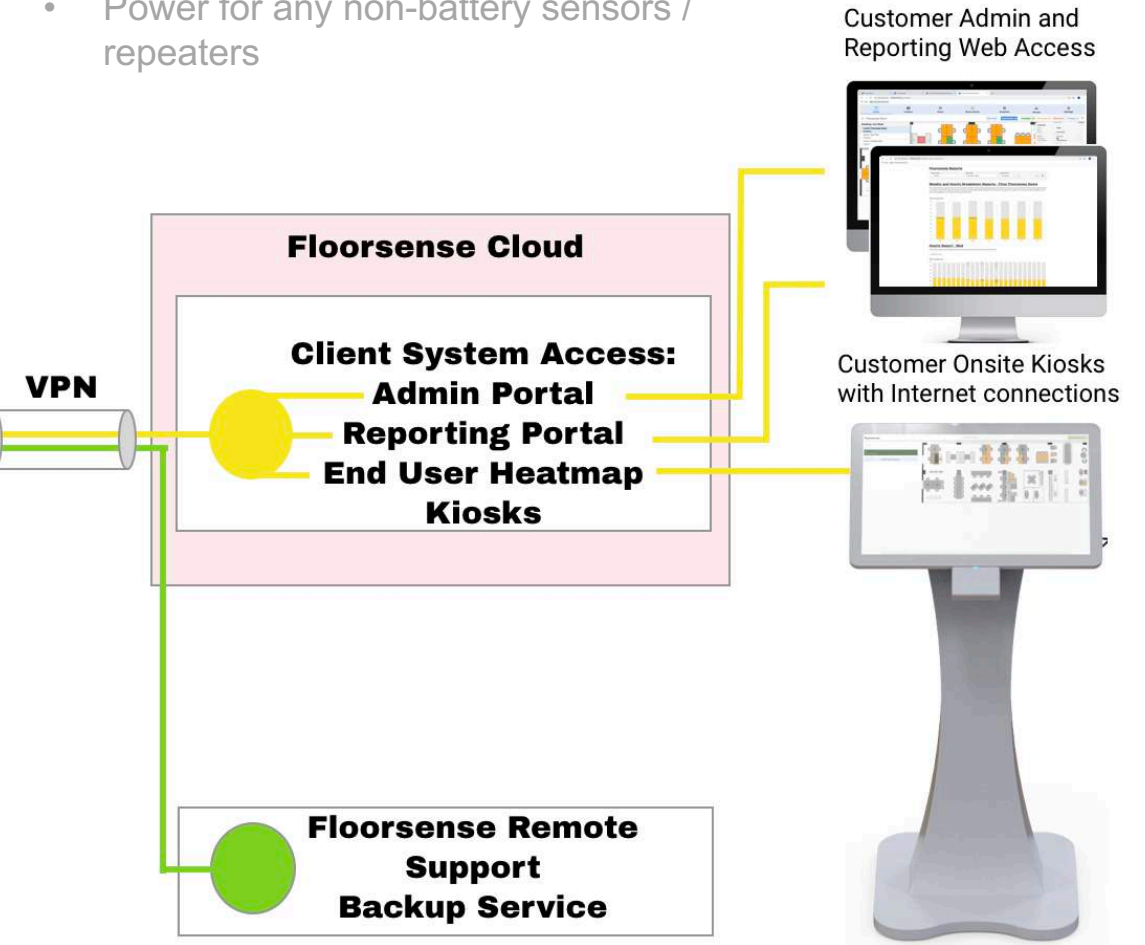 • Power for any non-battery sensors /
repeaters
Customer Admin and
Reporting Web Access
Floorsense Cloud
Client System Access:
Admin Portal
Reporting Portal
End User Heatmap
Kiosks
VPN
Customer Onsite Kiosks
with Internet connections
Floorsense Remote
Support
Backup Service